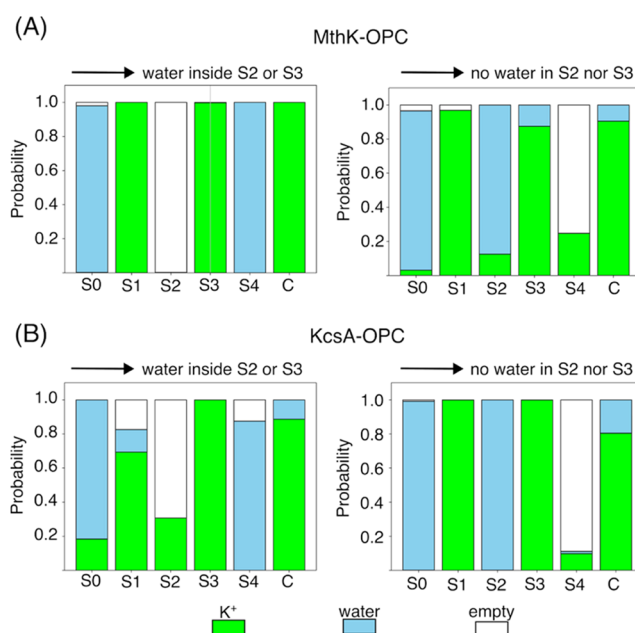 (A)
MthK-OPC
water inside S2 or S3
no water in S2 nor S3
Probability
1.0
0.8
0.6
0.4
0.2
S0 S1 S2 S3 S4 C
Probability
1.0
0.8
0.6
0.4
0.2
S0 S1 S2 S3 S4 C
(B)
KcsA-OPC
water inside S2 or S3
no water in S2 nor S3
Probability
1.0
0.8
0.6
0.4
0.2
S0 S1 S2 S3 S4 C
Probability
1.0
0.8
0.6
0.4
0.2
S0 S1 S2 S3 S4 C
K⁺ water empty